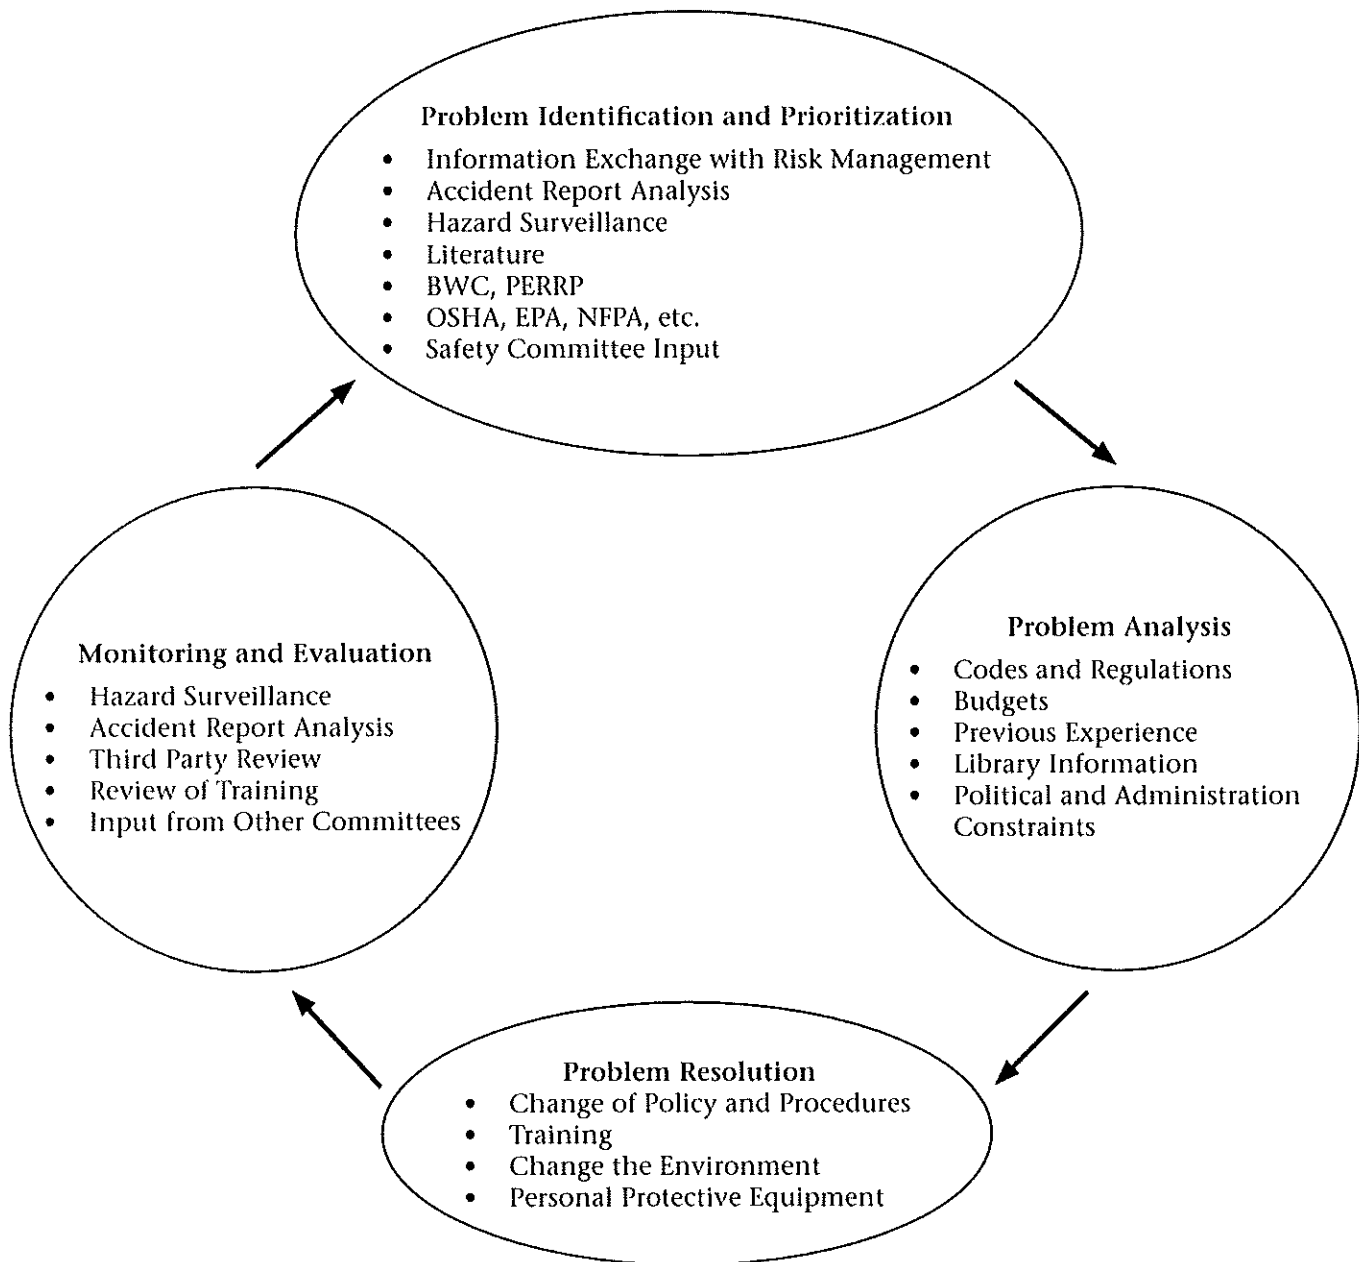 Problem Identification and Prioritization
• Information Exchange with Risk Management
• Accident Report Analysis
• Hazard Surveillance
• Literature
• BWC, PERRP
• OSHA, EPA, NFPA, etc.
• Safety Committee Input
Problem Analysis
• Codes and Regulations
• Budgets
• Previous Experience
• Library Information
• Political and Administration
Constraints
Problem Resolution
• Change of Policy and Procedures
• Training
• Change the Environment
• Personal Protective Equipment
Monitoring and Evaluation
• Hazard Surveillance
• Accident Report Analysis
• Third Party Review
• Review of Training
• Input from Other Committees